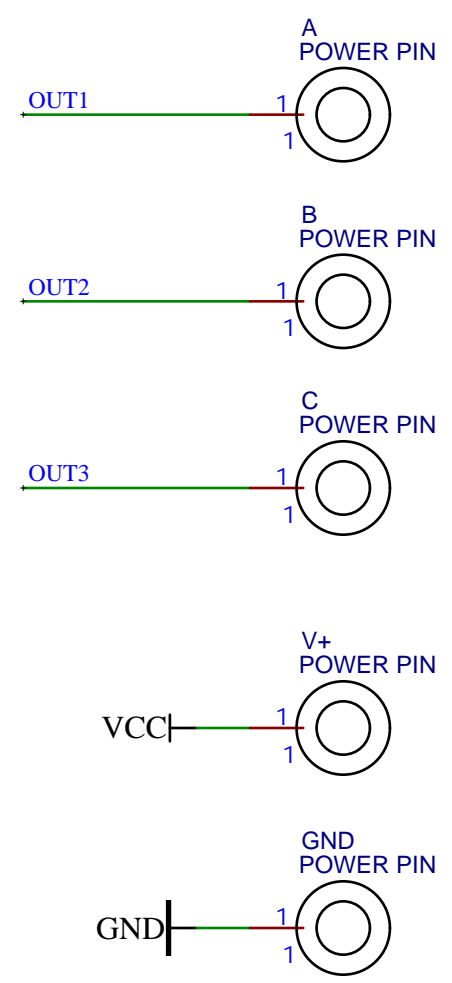 A
POWER PIN
OUT1
1
1
B
POWER PIN
OUT2
1
1
C
POWER PIN
OUT3
1
1
V+
POWER PIN
VCC
1
1
GND
POWER PIN
GND
1
1